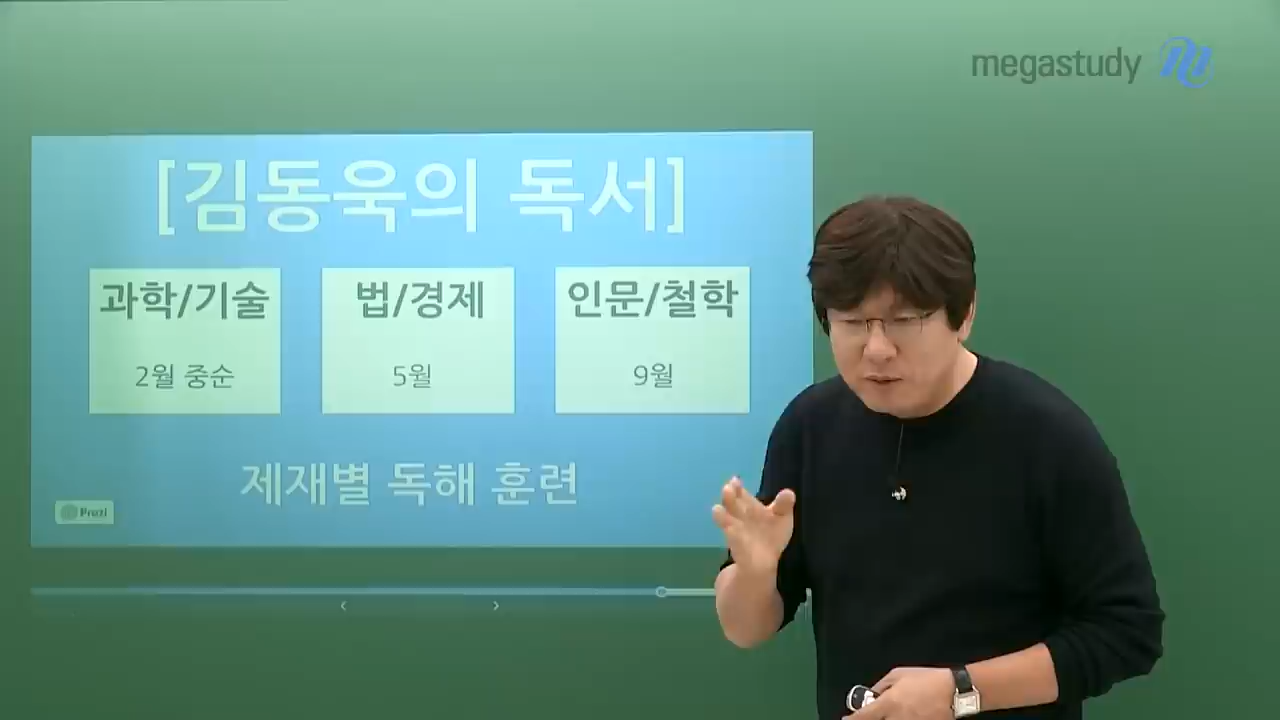 megastudy
[김동욱의 독서]
과학/기술
2월 중순
법/경제
5월
인문/철학
9월
제재별 독해 훈련
Prezi